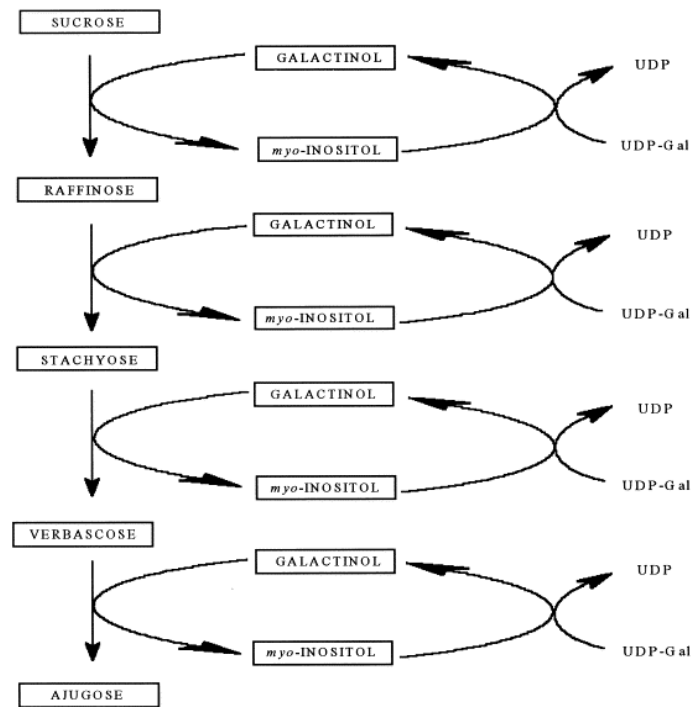 SUCROSE
GALACTINOL
UDP
myo-INOSITOL
UDP-Gal
RAFFINOSE
GALACTINOL
UDP
myo-INOSITOL
UDP-Gal
STACHYOSE
GALACTINOL
UDP
myo-INOSITOL
UDP-Gal
VERBASCOSE
GALACTINOL
UDP
myo-INOSITOL
UDP-Gal
AJUGOSE